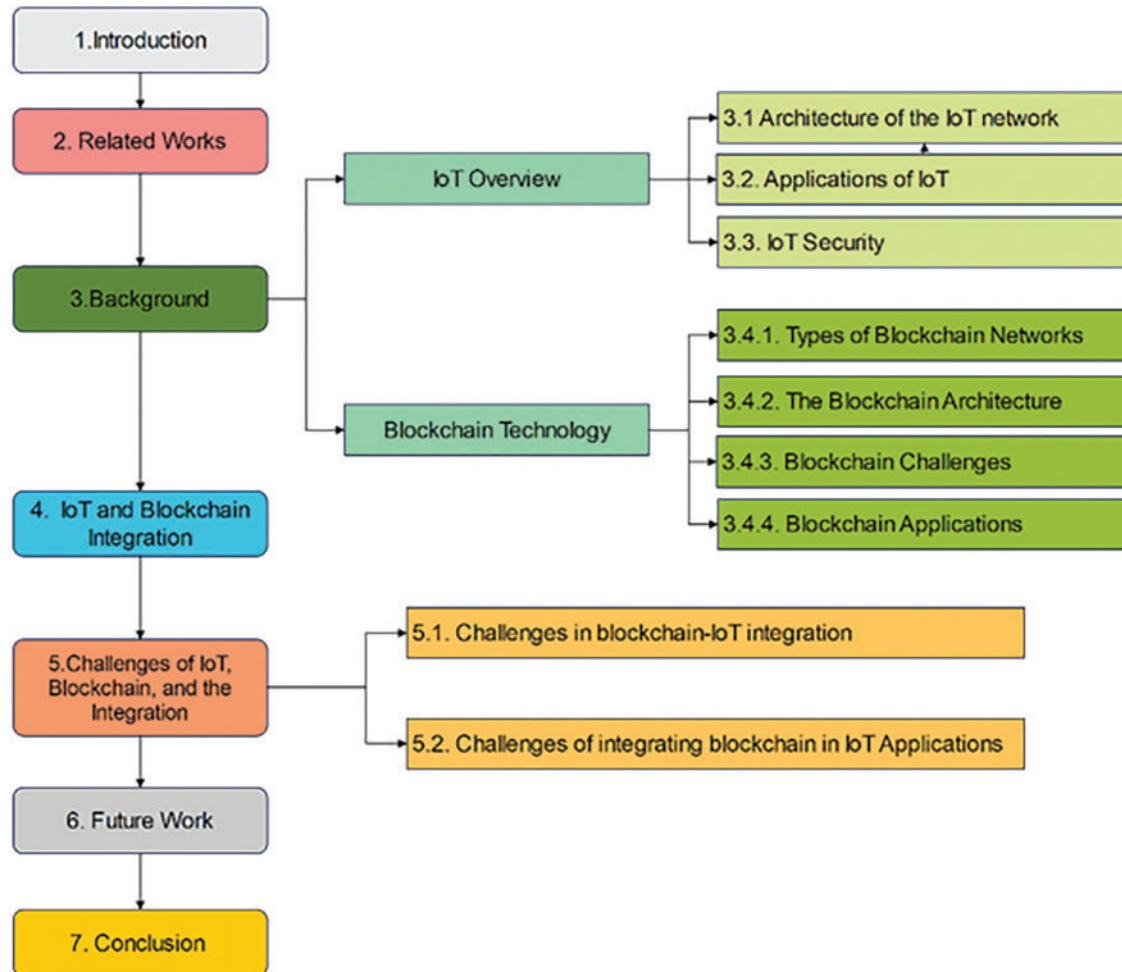 1.Introduction
2. Related Works
3.Background
IoT Overview
3.1 Architecture of the IoT network
3.2. Applications of IoT
3.3. IoT Security
Blockchain Technology
3.4.1. Types of Blockchain Networks
3.4.2. The Blockchain Architecture
3.4.3. Blockchain Challenges
3.4.4. Blockchain Applications
4. IoT and Blockchain
Integration
5.Challenges of IoT,
Blockchain, and the
Integration
5.1. Challenges in blockchain-IoT integration
5.2. Challenges of integrating blockchain in IoT Applications
6. Future Work
7. Conclusion